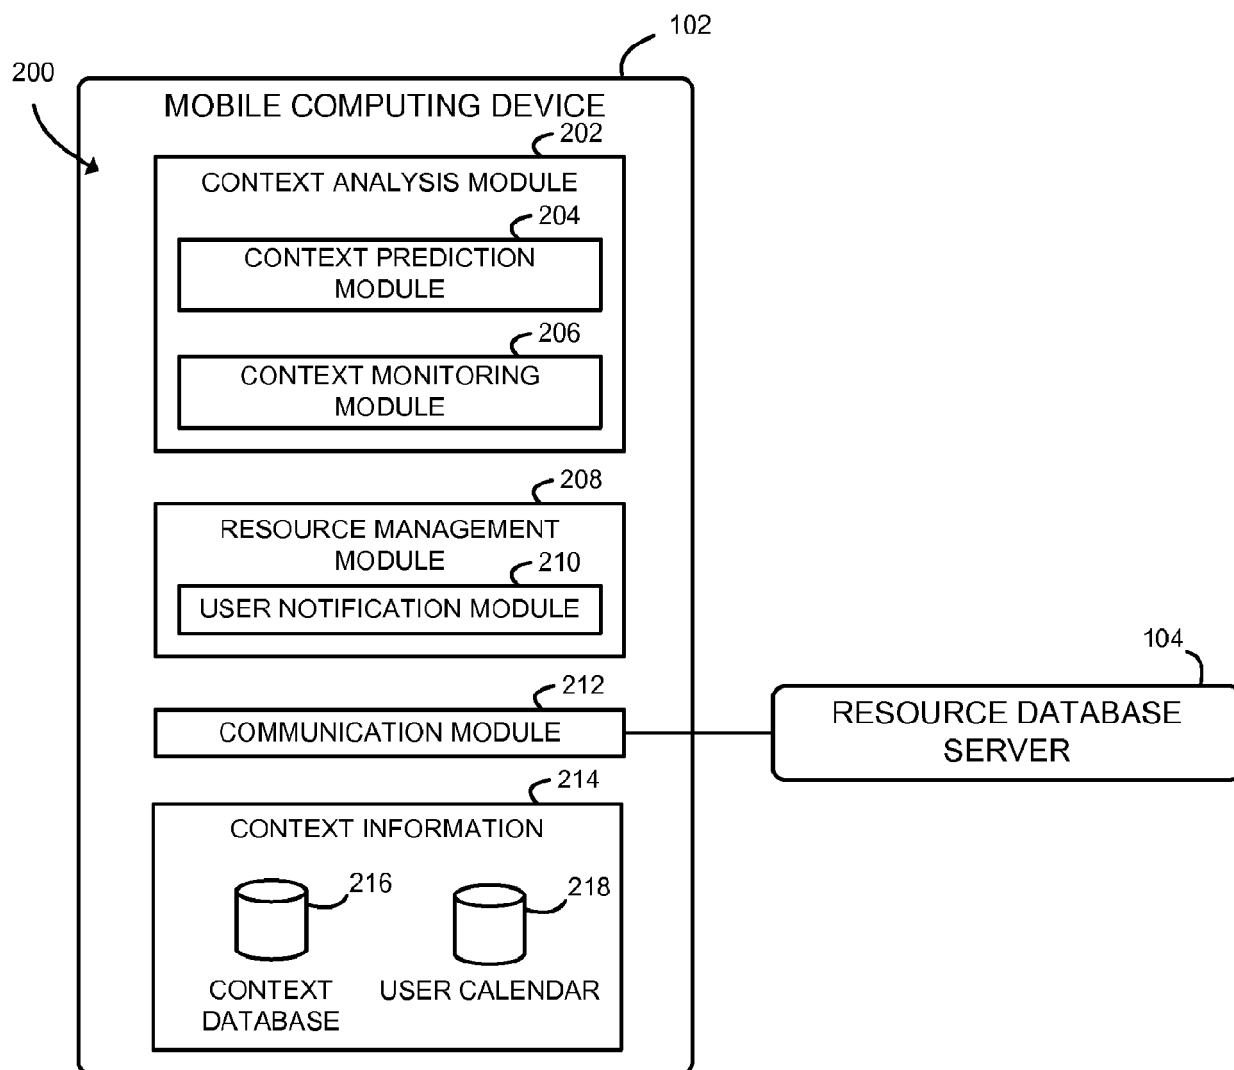 102
200
MOBILE COMPUTING DEVICE
202
CONTEXT ANALYSIS MODULE
204
CONTEXT PREDICTION
MODULE
206
CONTEXT MONITORING
MODULE
208
RESOURCE MANAGEMENT
MODULE
210
USER NOTIFICATION MODULE
212
COMMUNICATION MODULE
104
RESOURCE DATABASE
SERVER
214
CONTEXT INFORMATION
216
218
CONTEXT
DATABASE
USER CALENDAR